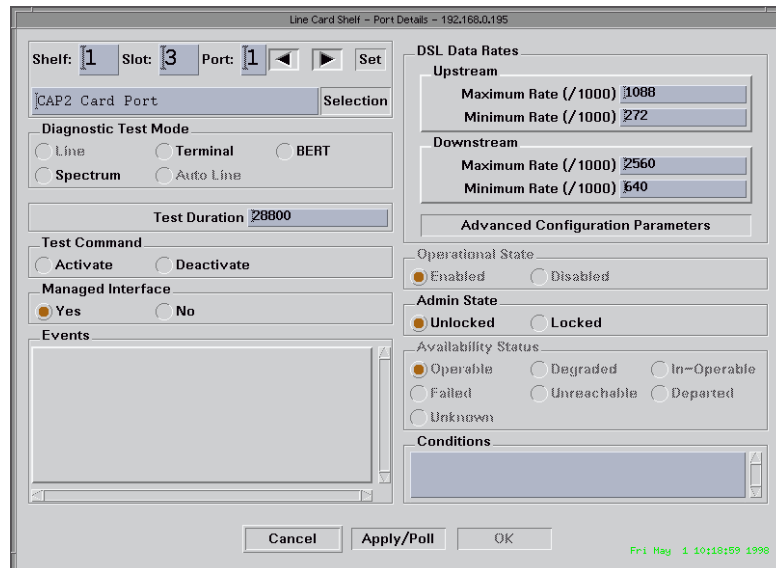 Line Card Shelf - Port Details - 192.168.0.195
Shelf: 1 Slot: 3 Port: 1 Set
CAP2 Card Port Selection
Diagnostic Test Mode
Line Terminal BERT
Spectrum Auto Line
Test Duration 28800
Test Command
Activate Deactivate
Managed Interface
Yes No
Events
DSL Data Rates
Upstream
Maximum Rate (/1000) 1088
Minimum Rate (/1000) 272
Downstream
Maximum Rate (/1000) 2560
Minimum Rate (/1000) 640
Advanced Configuration Parameters
Operational State
Enabled Disabled
Admin State
Unlocked Locked
Availability Status
Operable Degraded In-Operable
Failed Unreachable Departed
Unknown
Conditions
Cancel Apply/Poll OK
Fri May 1 10:18:59 1998